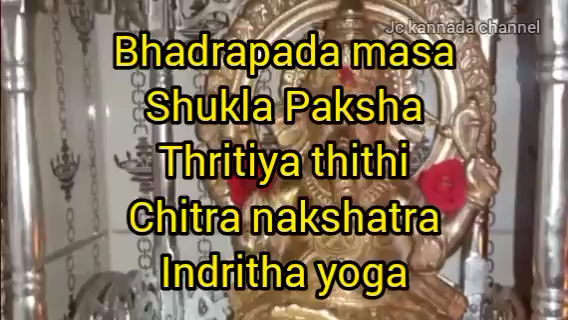 Jc kannada channel
Bhadrapada masa
Shukla Paksha
Thritiya thithi
Chitra nakshatra
Indritha yoga